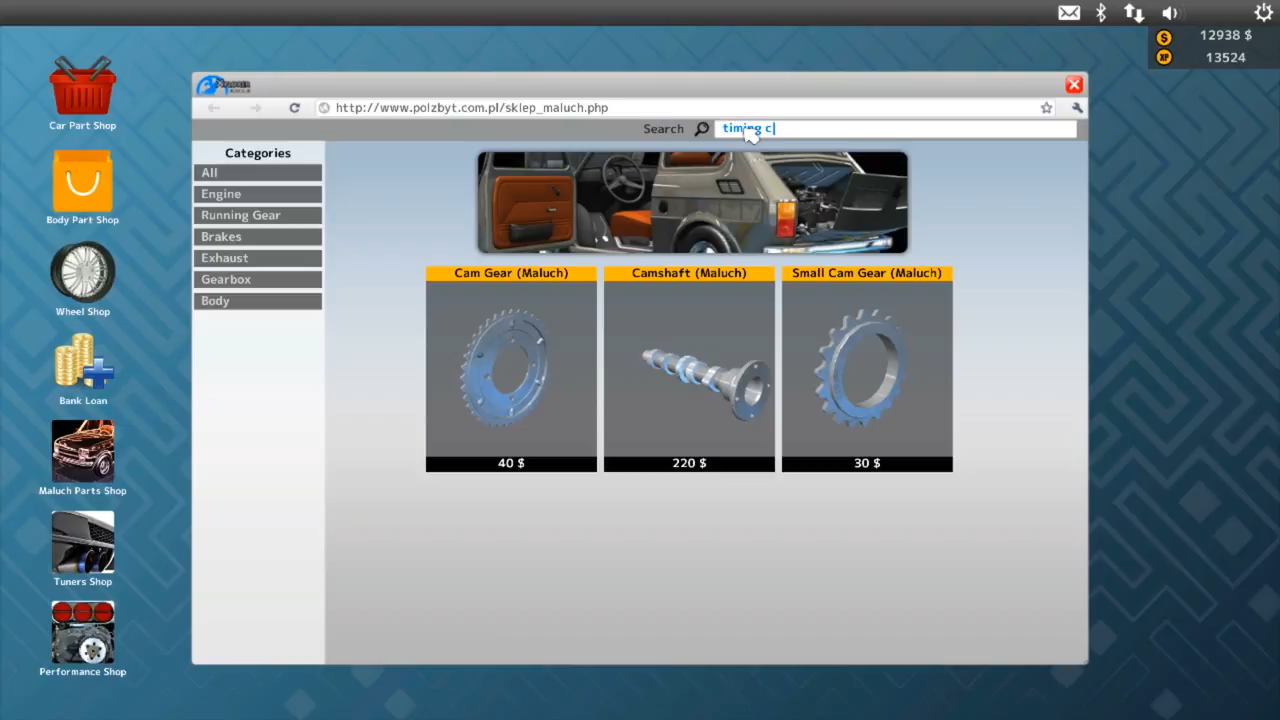 12938 $
XP
13524
Car Part Shop
Body Part Shop
Wheel Shop
Bank Loan
Maluch Parts Shop
Tuners Shop
Performance Shop
http://www.polzbyt.com.pl/sklep_maluch.php
Search
timing c
Categories
All
Engine
Running Gear
Brakes
Exhaust
Gearbox
Body
Cam Gear (Maluch)
40 $
Camshaft (Maluch)
220 $
Small Cam Gear (Maluch)
30 $